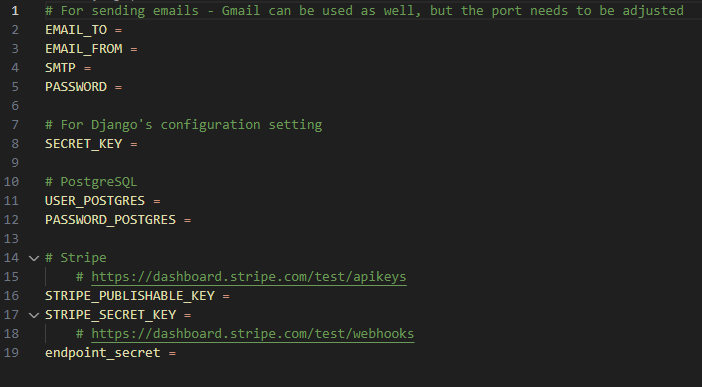 1 # For sending emails - Gmail can be used as well, but the port needs to be adjusted
2 EMAIL_TO =
3 EMAIL_FROM =
4 SMTP =
5 PASSWORD =
6
7 # For Django's configuration setting
8 SECRET_KEY =
9
10 # PostgreSQL
11 USER_POSTGRES =
12 PASSWORD_POSTGRES =
13
14 # Stripe
15 # https://dashboard.stripe.com/test/apikeys
16 STRIPE_PUBLISHABLE_KEY =
17 STRIPE_SECRET_KEY =
18 # https://dashboard.stripe.com/test/webhooks
19 endpoint_secret =